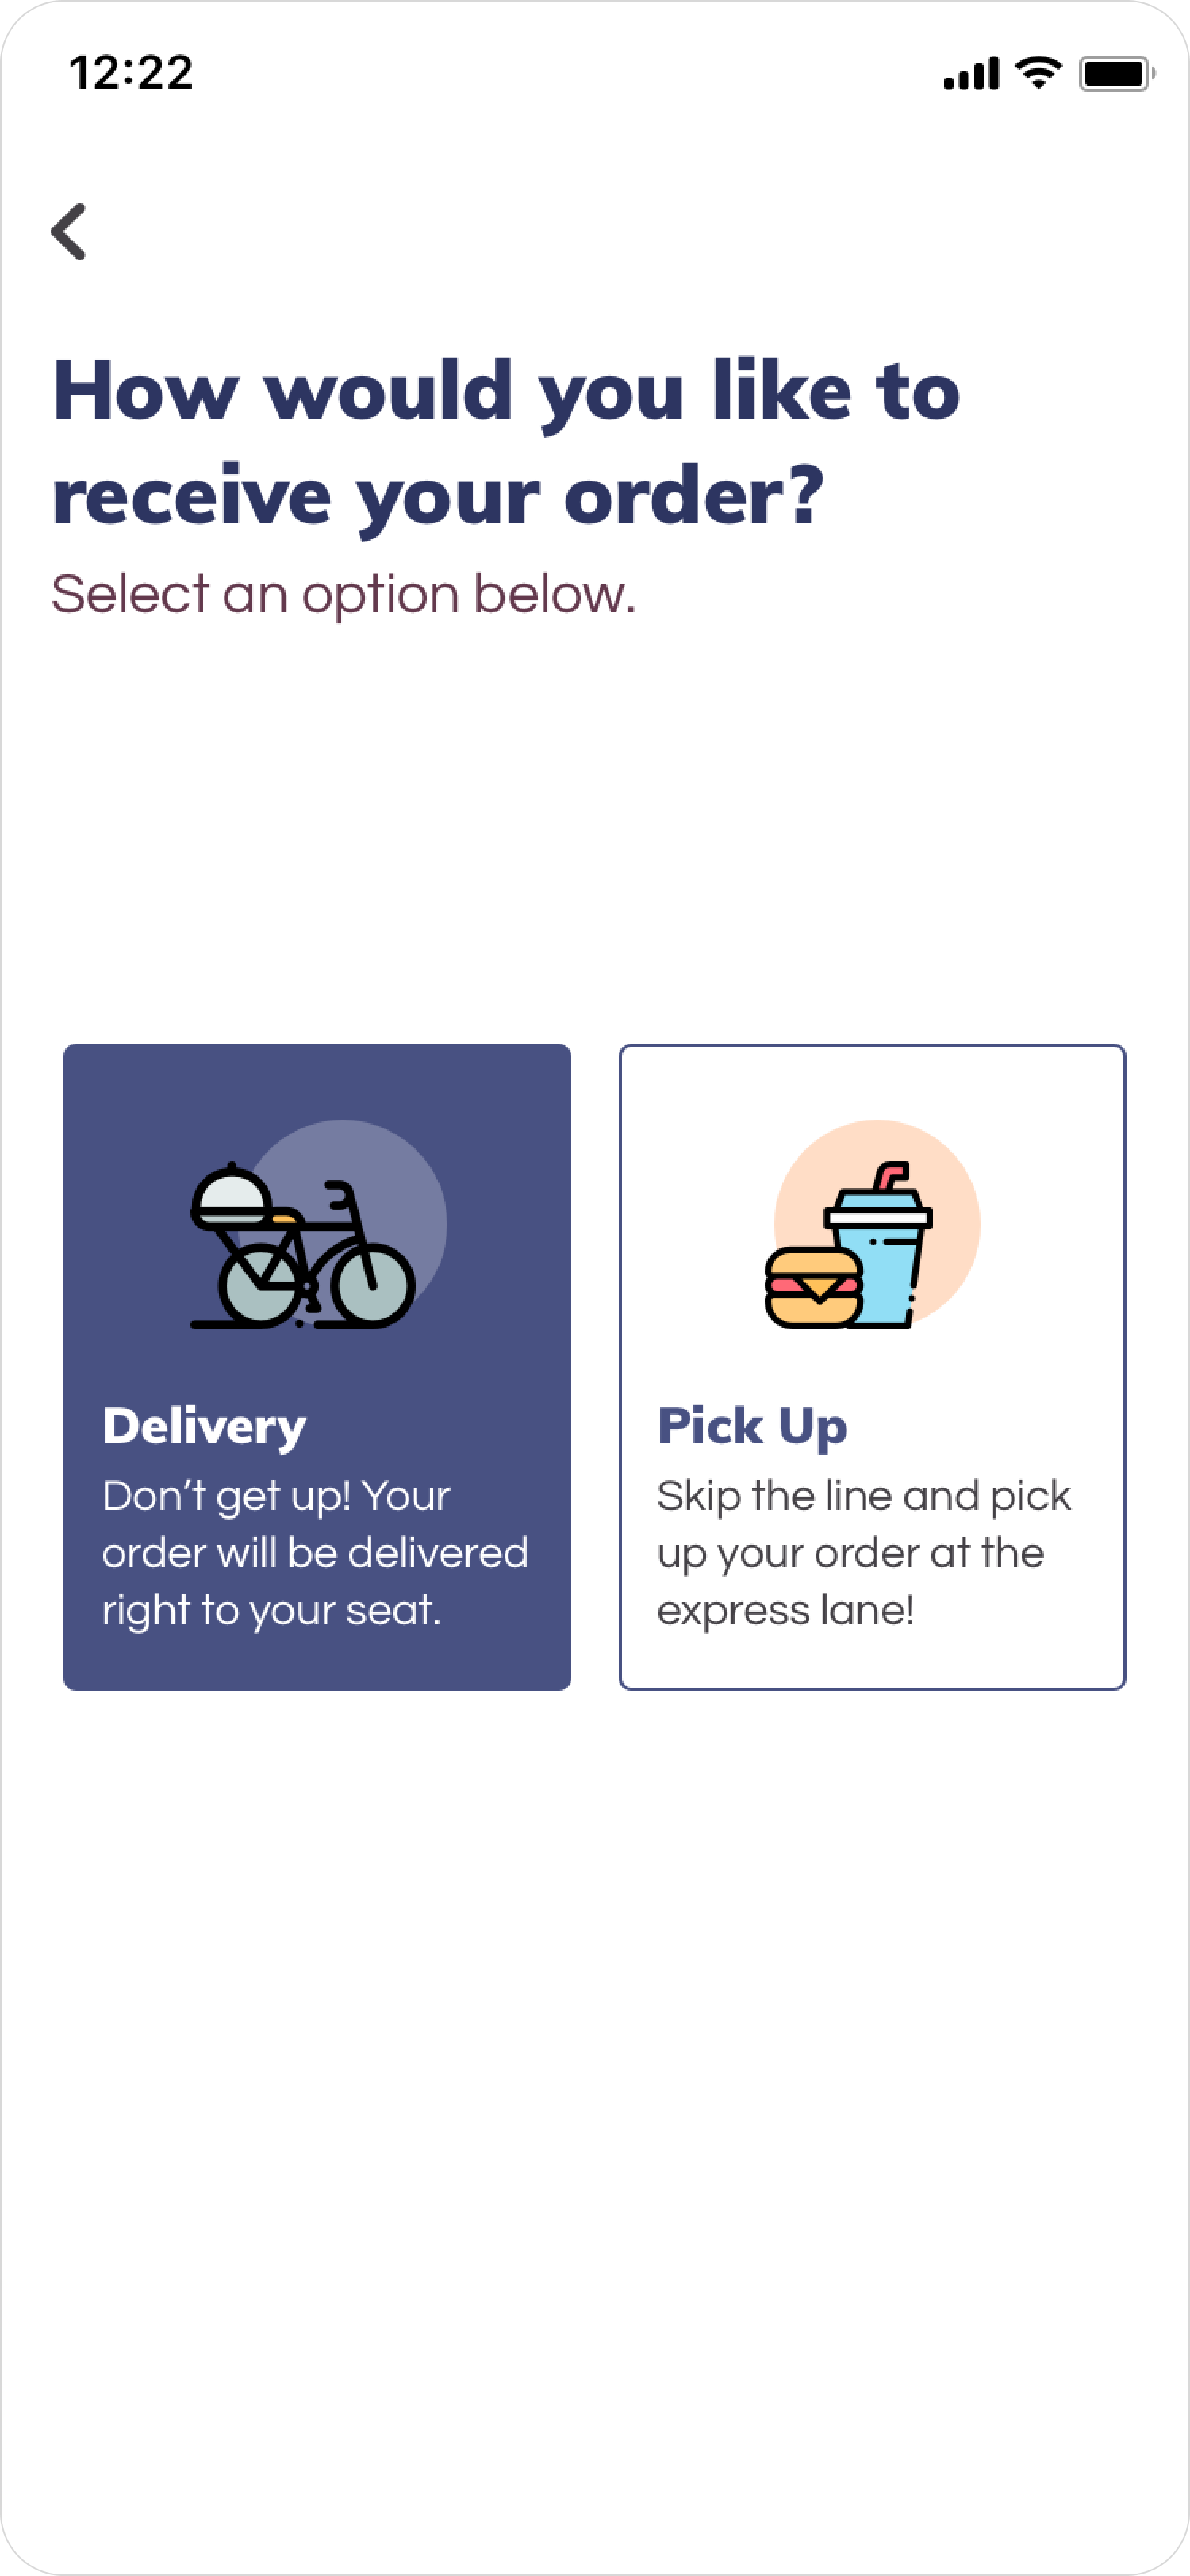 12:22
How would you like to
receive your order?
Select an option below.
Delivery
Don’t get up! Your
order will be delivered
right to your seat.
Pick Up
Skip the line and pick
up your order at the
express lane!